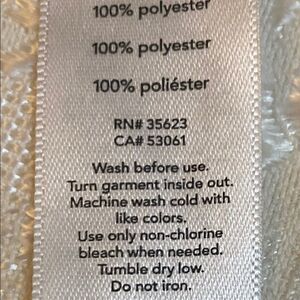 100% polyester
100% polyester
100% poliéster
RN# 35623
CA# 53061
Wash before use.
Turn garment inside out.
Machine wash cold with
like colors.
Use only non-chlorine
bleach when needed.
Tumble dry low.
Do not iron.